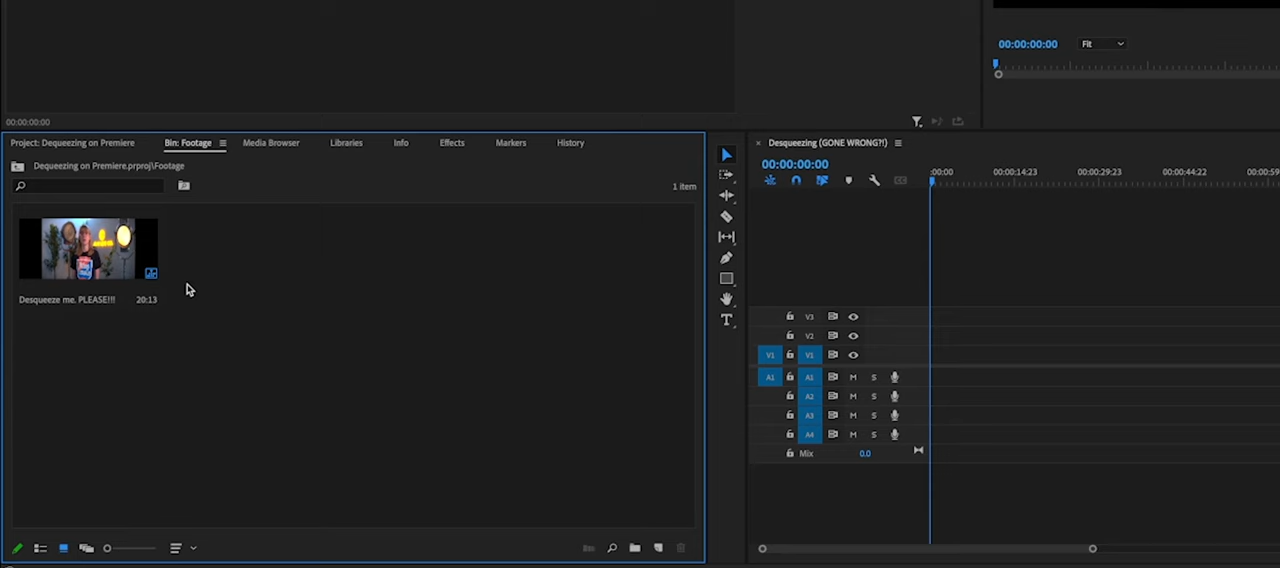 00:00:00:00
Fit
00:00:00:00
Project: Dequeezing on Premiere
Bin: Footage
Media Browser
Libraries
Info
Effects
Markers
History
Dequeezing on Premiere.prproj\Footage
1 item
Desqueeze me. PLEASE!!!
20:13
× Desqueezing (GONE WRONG?!)
00:00:00:00
:00:00
00:00:14:23
00:00:29:23
00:00:44:22
00:00:59
V3
V2
V1 V1
A1 A1 M S
A2 M S
A3 M S
A4 M S
Mix 0.0
T